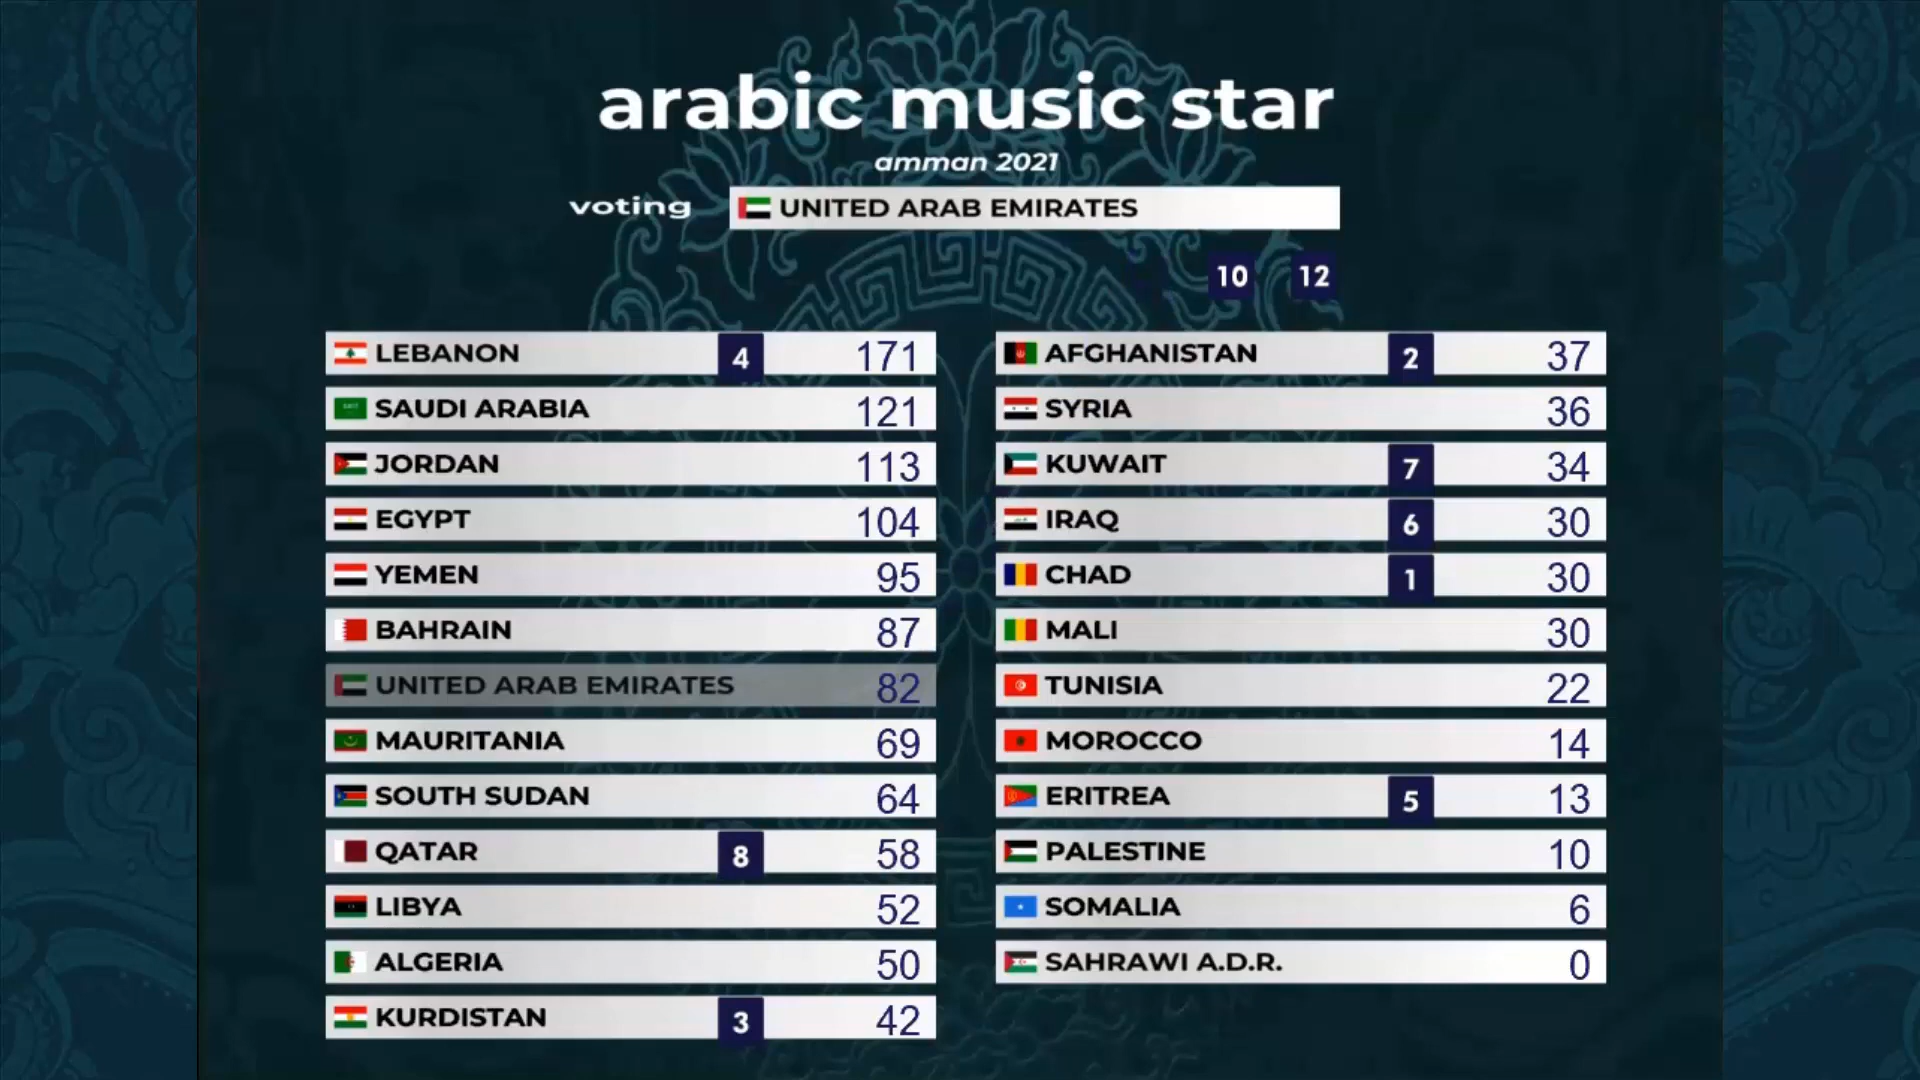 arabic music star
amman 2021
voting UNITED ARAB EMIRATES
10 12
LEBANON 4 171
SAUDI ARABIA 121
JORDAN 113
EGYPT 104
YEMEN 95
BAHRAIN 87
UNITED ARAB EMIRATES 82
MAURITANIA 69
SOUTH SUDAN 64
QATAR 8 58
LIBYA 52
ALGERIA 50
KURDISTAN 3 42
AFGHANISTAN 2 37
SYRIA 36
KUWAIT 7 34
IRAQ 6 30
CHAD 1 30
MALI 30
TUNISIA 22
MOROCCO 14
ERITREA 5 13
PALESTINE 10
SOMALIA 6
SAHRAWI A.D.R. 0